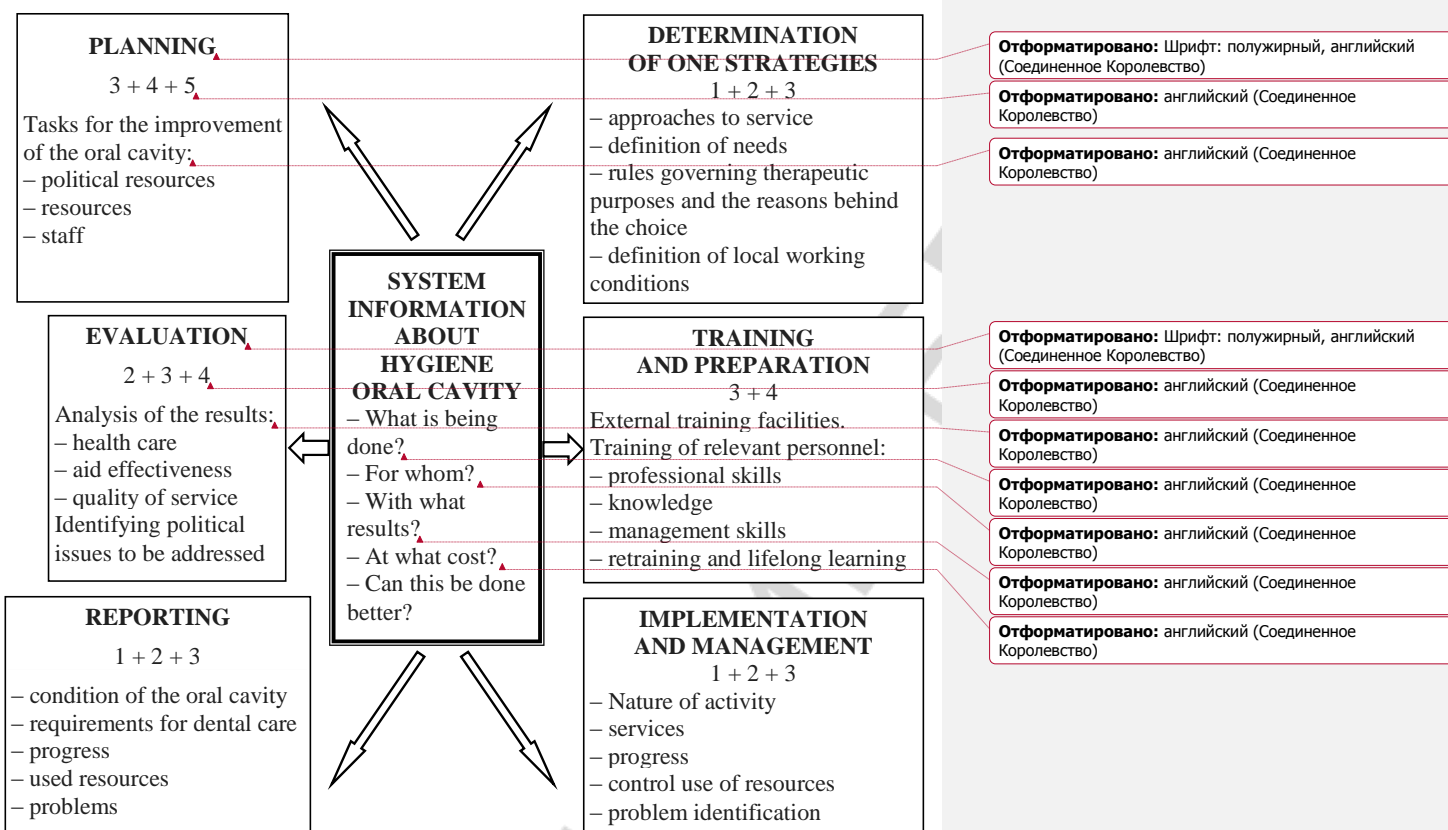 PLANNING
3 + 4 + 5
Tasks for the improvement
of the oral cavity:
– political resources
– resources
– staff
DETERMINATION
OF ONE STRATEGIES
1 + 2 + 3
– approaches to service
– definition of needs
– rules governing therapeutic
purposes and the reasons behind
the choice
– definition of local working
conditions
SYSTEM
INFORMATION
ABOUT
HYGIENE
ORAL CAVITY
– What is being
done?
– For whom?
– With what
results?
– At what cost?
– Can this be done
better?
EVALUATION
2 + 3 + 4
Analysis of the results:
– health care
– aid effectiveness
– quality of service
Identifying political
issues to be addressed
TRAINING
AND PREPARATION
3 + 4
External training facilities.
Training of relevant personnel:
– professional skills
– knowledge
– management skills
– retraining and lifelong learning
REPORTING
1 + 2 + 3
– condition of the oral cavity
– requirements for dental care
– progress
– used resources
– problems
IMPLEMENTATION
AND MANAGEMENT
1 + 2 + 3
– Nature of activity
– services
– progress
– control use of resources
– problem identification
Отформатировано: Шрифт: полужирный, английский
(Соединенное Королевство)
Отформатировано: английский (Соединенное
Королевство)
Отформатировано: английский (Соединенное
Королевство)
Отформатировано: Шрифт: полужирный, английский
(Соединенное Королевство)
Отформатировано: английский (Соединенное
Королевство)
Отформатировано: английский (Соединенное
Королевство)
Отформатировано: английский (Соединенное
Королевство)
Отформатировано: английский (Соединенное
Королевство)
Отформатировано: английский (Соединенное
Королевство)
Отформатировано: английский (Соединенное
Королевство)